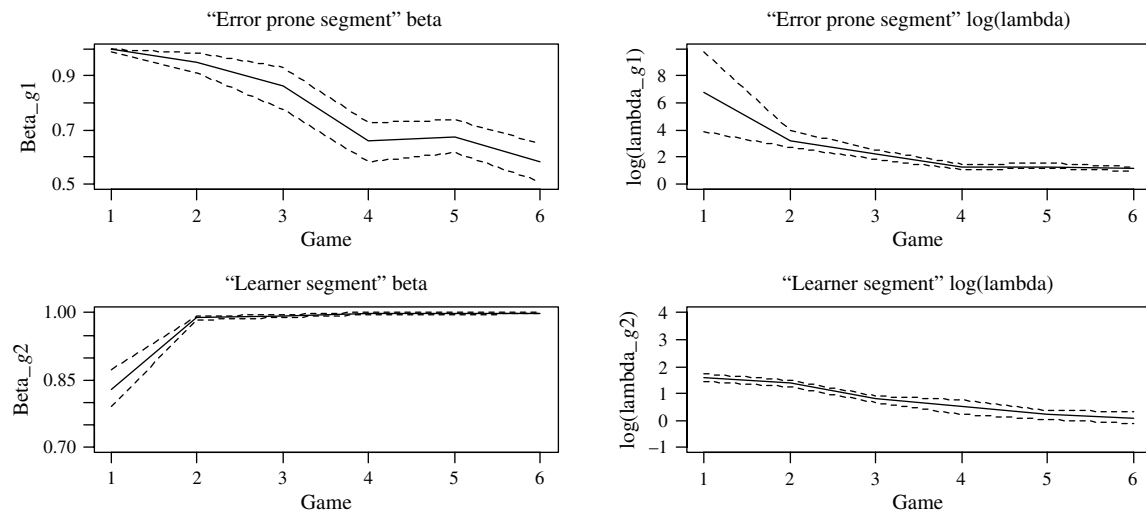 “Error prone segment” beta
Beta_g1
0.9
0.7
0.5
1 2 3 4 5 6
Game
“Error prone segment” log(lambda)
log(lambda_g1)
8
6
4
2
0
1 2 3 4 5 6
Game
“Learner segment” beta
Beta_g2
1.00
0.85
0.70
1 2 3 4 5 6
Game
“Learner segment” log(lambda)
log(lambda_g2)
4
3
2
1
0
–1
1 2 3 4 5 6
Game